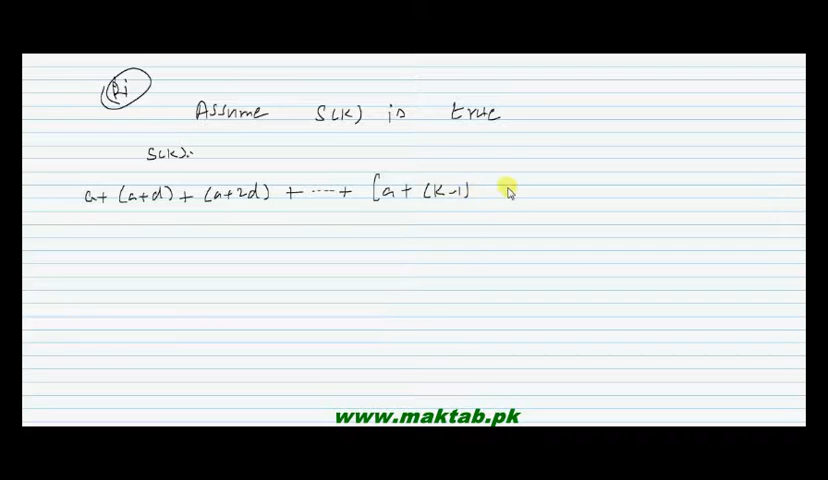 ii
Assume S(K) is true
S(K):
a+ (a+d) + (a+2d) + ....+ [a + (K-1)
www.maktab.pk